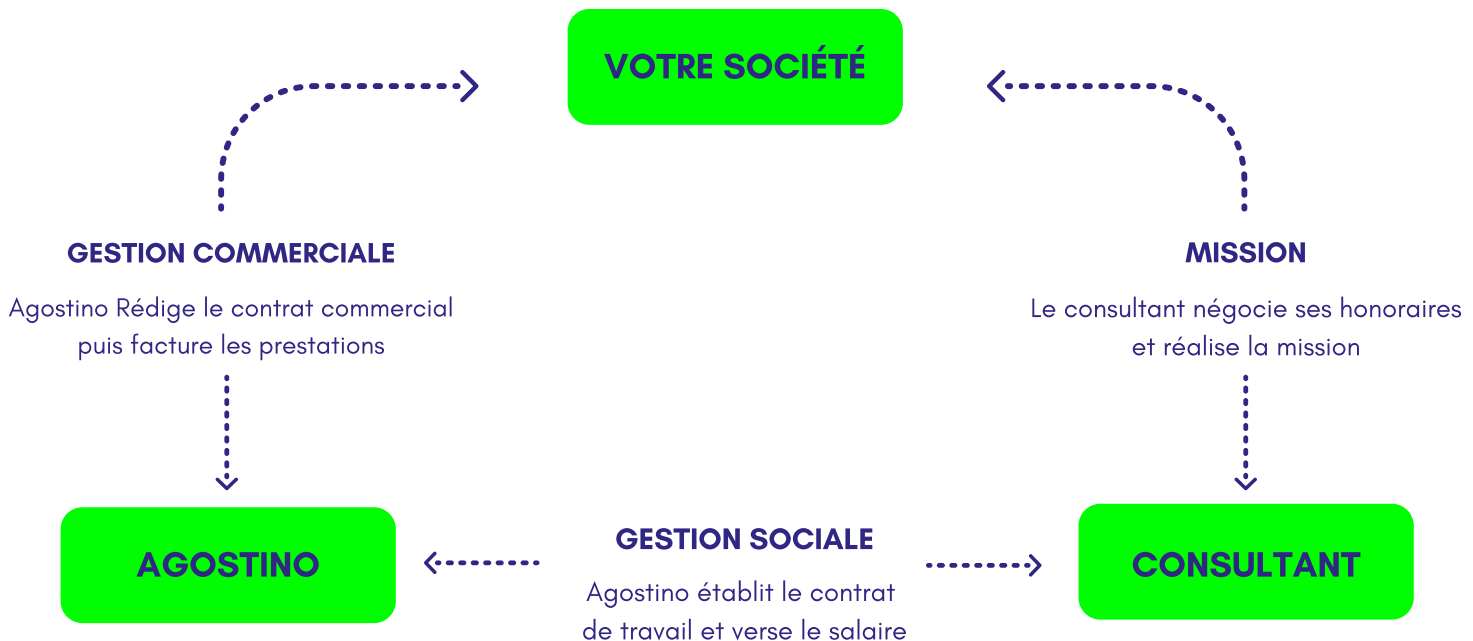 VOTRE SOCIÉTÉ
GESTION COMMERCIALE
Agostino Rédige le contrat commercial
puis facture les prestations
MISSION
Le consultant négocie ses honoraires
et réalise la mission
AGOSTINO
GESTION SOCIALE
Agostino établit le contrat
de travail et verse le salaire
CONSULTANT